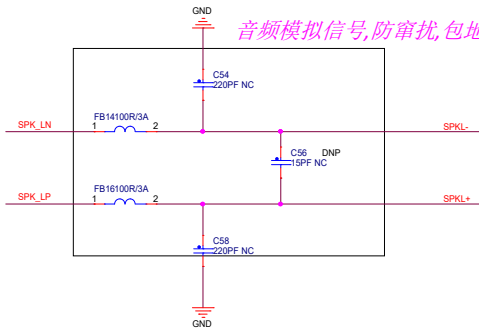 GND
音频模拟信号,防窜扰,包地
C54
220PF NC
SPK_LN
FB14100R/3A
1
2
SPKL-
C56
DNP
15PF NC
SPK_LP
FB16100R/3A
1
2
SPKL+
C58
220PF NC
GND